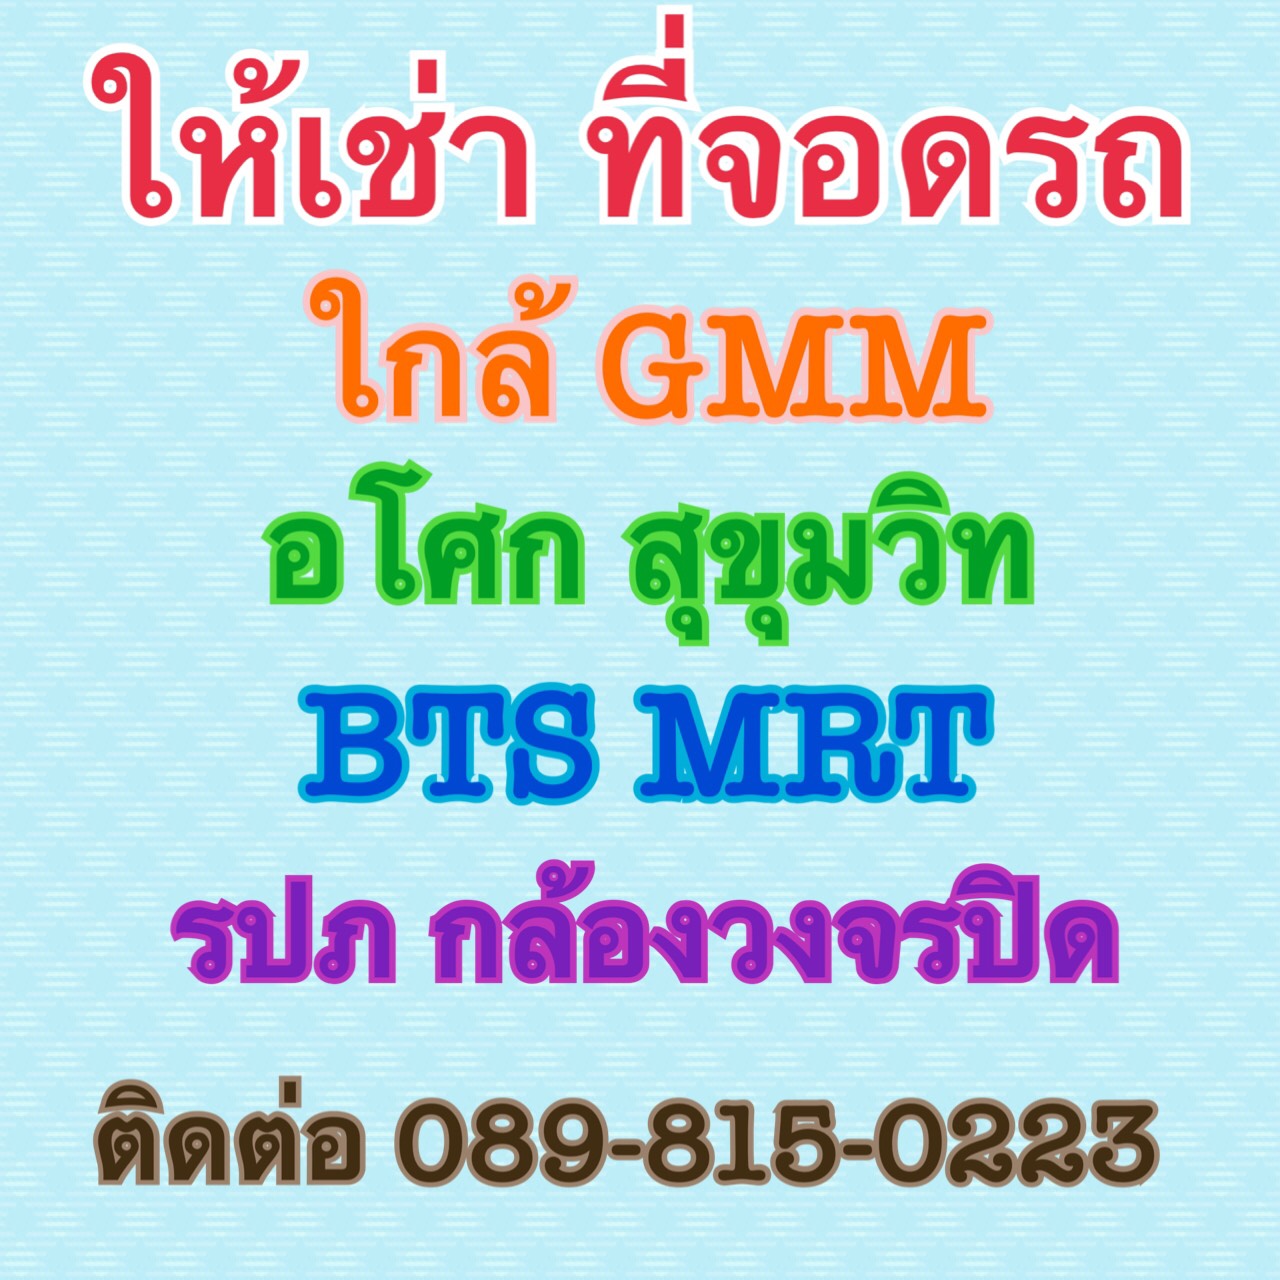 ให้เช่า ที่จอดรถ
ใกล้ GMM
อโศก สุขุมวิท
BTS MRT
รปภ กล้องวงจรปิด
ติดต่อ 089-815-0223